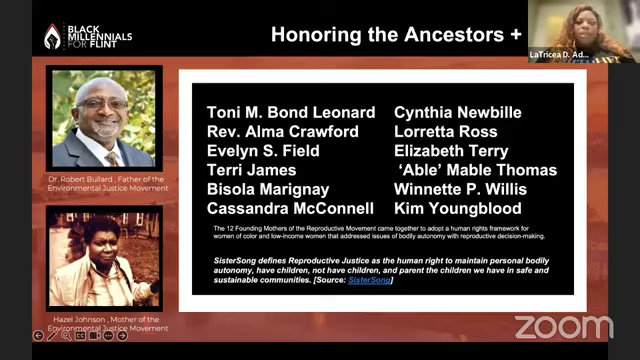 BLACK
MILLENNIALS
FOR FLINT
Honoring the Ancestors +
LaTricea D. Ad...
Dr. Robert Bullard , Father of the
Environmental Justice Movement
Hazel Johnson , Mother of the
Environmental Justice Movement
Toni M. Bond Leonard
Rev. Alma Crawford
Evelyn S. Field
Terri James
Bisola Marignay
Cassandra McConnell
Cynthia Newbille
Lorretta Ross
Elizabeth Terry
‘Able’ Mable Thomas
Winnette P. Willis
Kim Youngblood
The 12 Founding Mothers of the Reproductive Movement came together to adopt a human rights framework for
women of color and low-income women that addressed issues of bodily autonomy with reproductive decision-making.
SisterSong defines Reproductive Justice as the human right to maintain personal bodily
autonomy, have children, not have children, and parent the children we have in safe and
sustainable communities. [Source: SisterSong]
zoom